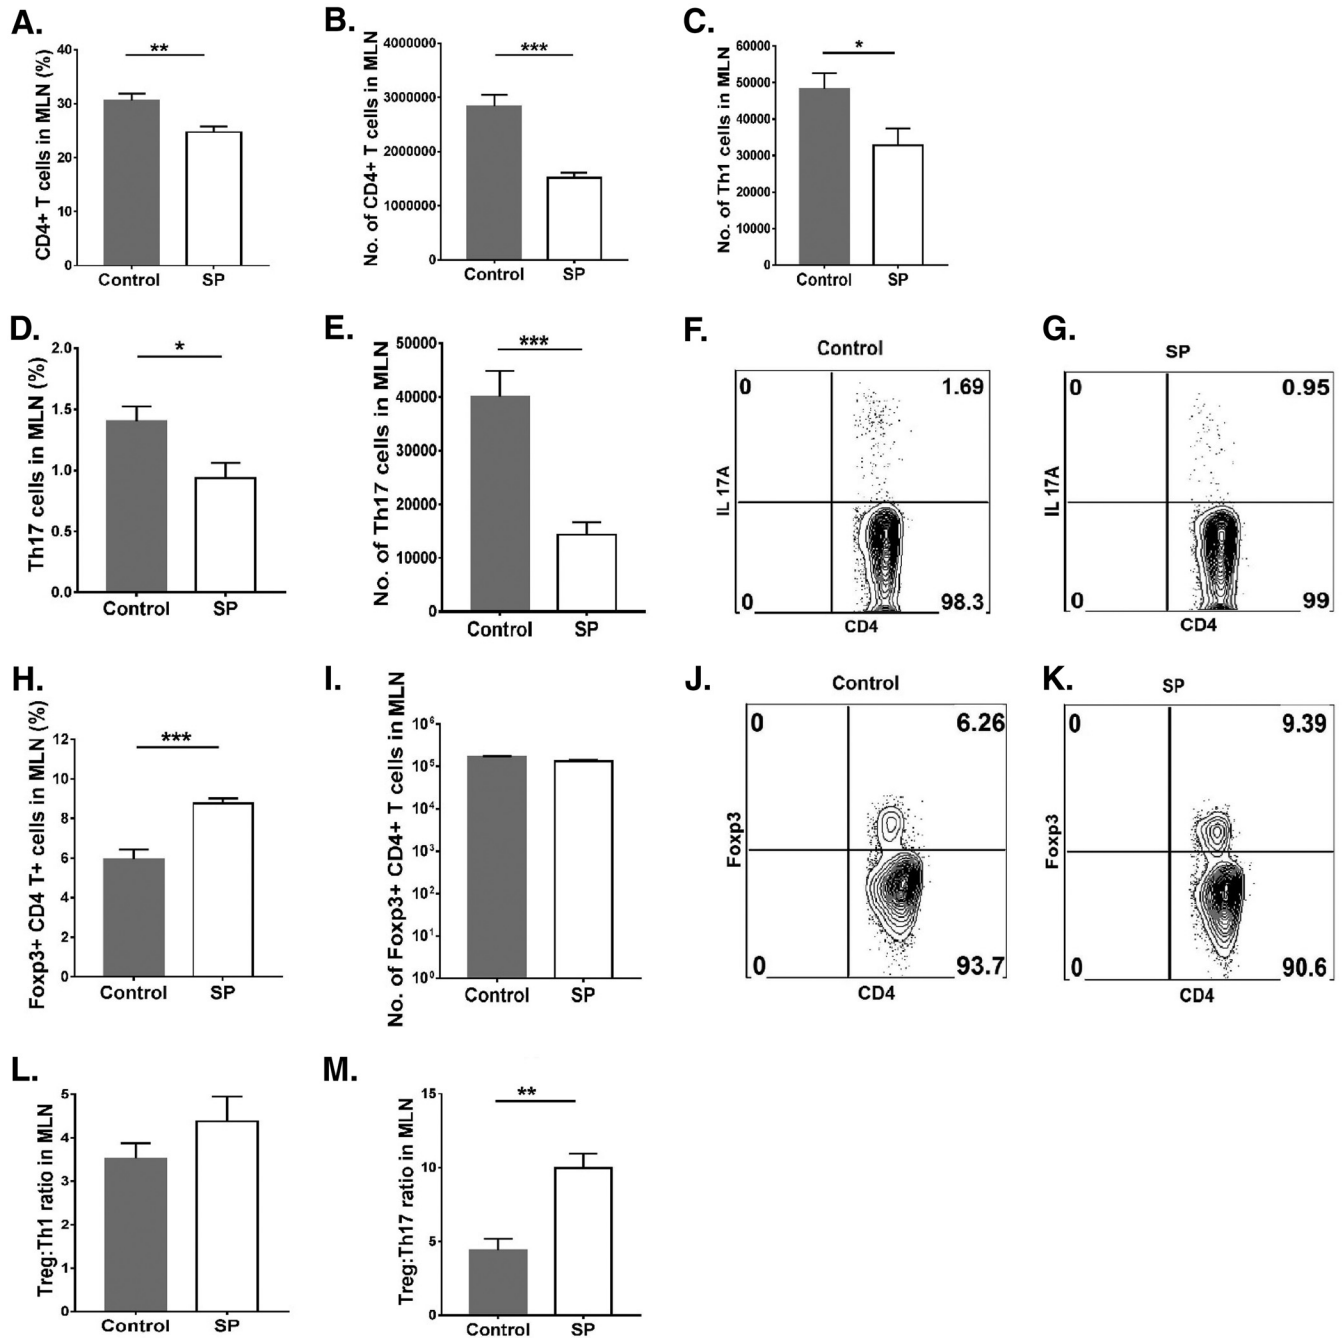 A.
CD4+ T cells in MLN (%)
40
30
20
10
0
**
Control SP
B.
No. of CD4+ T cells in MLN
4000000
3000000
2000000
1000000
0
***
Control SP
C.
No. of Th1 cells in MLN
60000
50000
40000
30000
20000
10000
0
*
Control SP
D.
Th17 cells in MLN (%)
2.0
1.5
1.0
0.5
0.0
*
Control SP
E.
No. of Th17 cells in MLN
50000
40000
30000
20000
10000
0
***
Control SP
F.
Control
0 1.69
IL 17A
0 98.3
CD4
G.
SP
0 0.95
IL 17A
0 99
CD4
H.
Foxp3+ CD4 T+ cells in MLN (%)
12
10
8
6
4
2
0
***
Control SP
I.
No. of Foxp3+ CD4+ T cells in MLN
10⁶
10⁵
10⁴
10³
10²
10¹
10⁰
Control SP
J.
Control
0 6.26
Foxp3
0 93.7
CD4
K.
SP
0 9.39
Foxp3
0 90.6
CD4
L.
Treg:Th1 ratio in MLN
5
4
3
2
1
0
Control SP
M.
Treg:Th17 ratio in MLN
15
10
5
0
**
Control SP